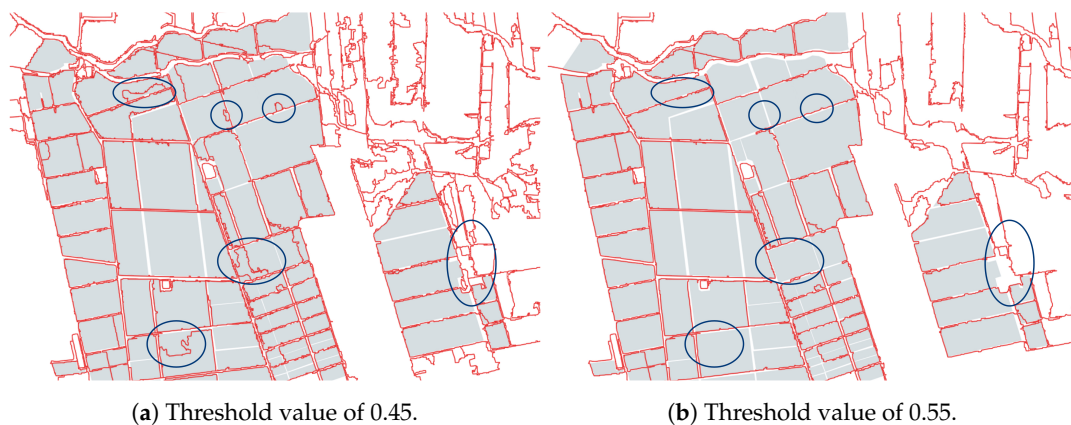 (a) Threshold value of 0.45.
(b) Threshold value of 0.55.